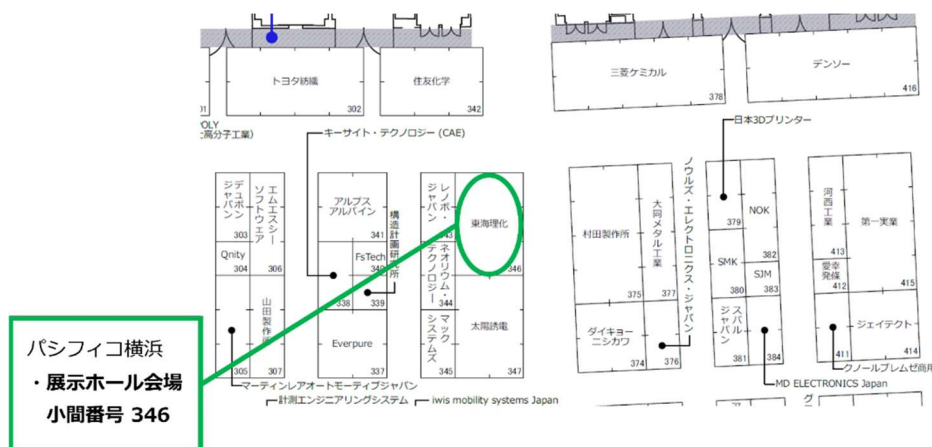 トヨタ紡織
302
住友化学
342
三菱ケミカル
378
デンソー
416
01
POLY
キーサイト・テクノロジー (CAE)
日本3Dプリンター
デュポン
ジャパン
303
エムエスシー
ソフトウェア
306
Qnity
304
山田製作所
305
307
マーティンレアオートモーティブジャパン
計測エンジニアリングシステム
アルプス
アルパイン
341
FsTech
340
構造計画研究所
338
339
Everpure
337
レノボ・
ジャパン
343
東海理化
346
ネオリウム・
テクノロジー
344
マック
システムズ
345
太陽誘電
347
iwis mobility systems Japan
村田製作所
375
大同メタル工業
377
ノウルズ・エレクトロニクス・ジャパン
ダイキョー
ニシカワ
374
376
379
NOK
382
SMK
380
SJM
383
スバル
ジャパン
381
384
MD ELECTRONICS Japan
河西工業
413
第一実業
415
愛幸
発條
412
411
ジェイテクト
414
クノールブレムゼ商用
パシフィコ横浜
・展示ホール会場
小間番号 346